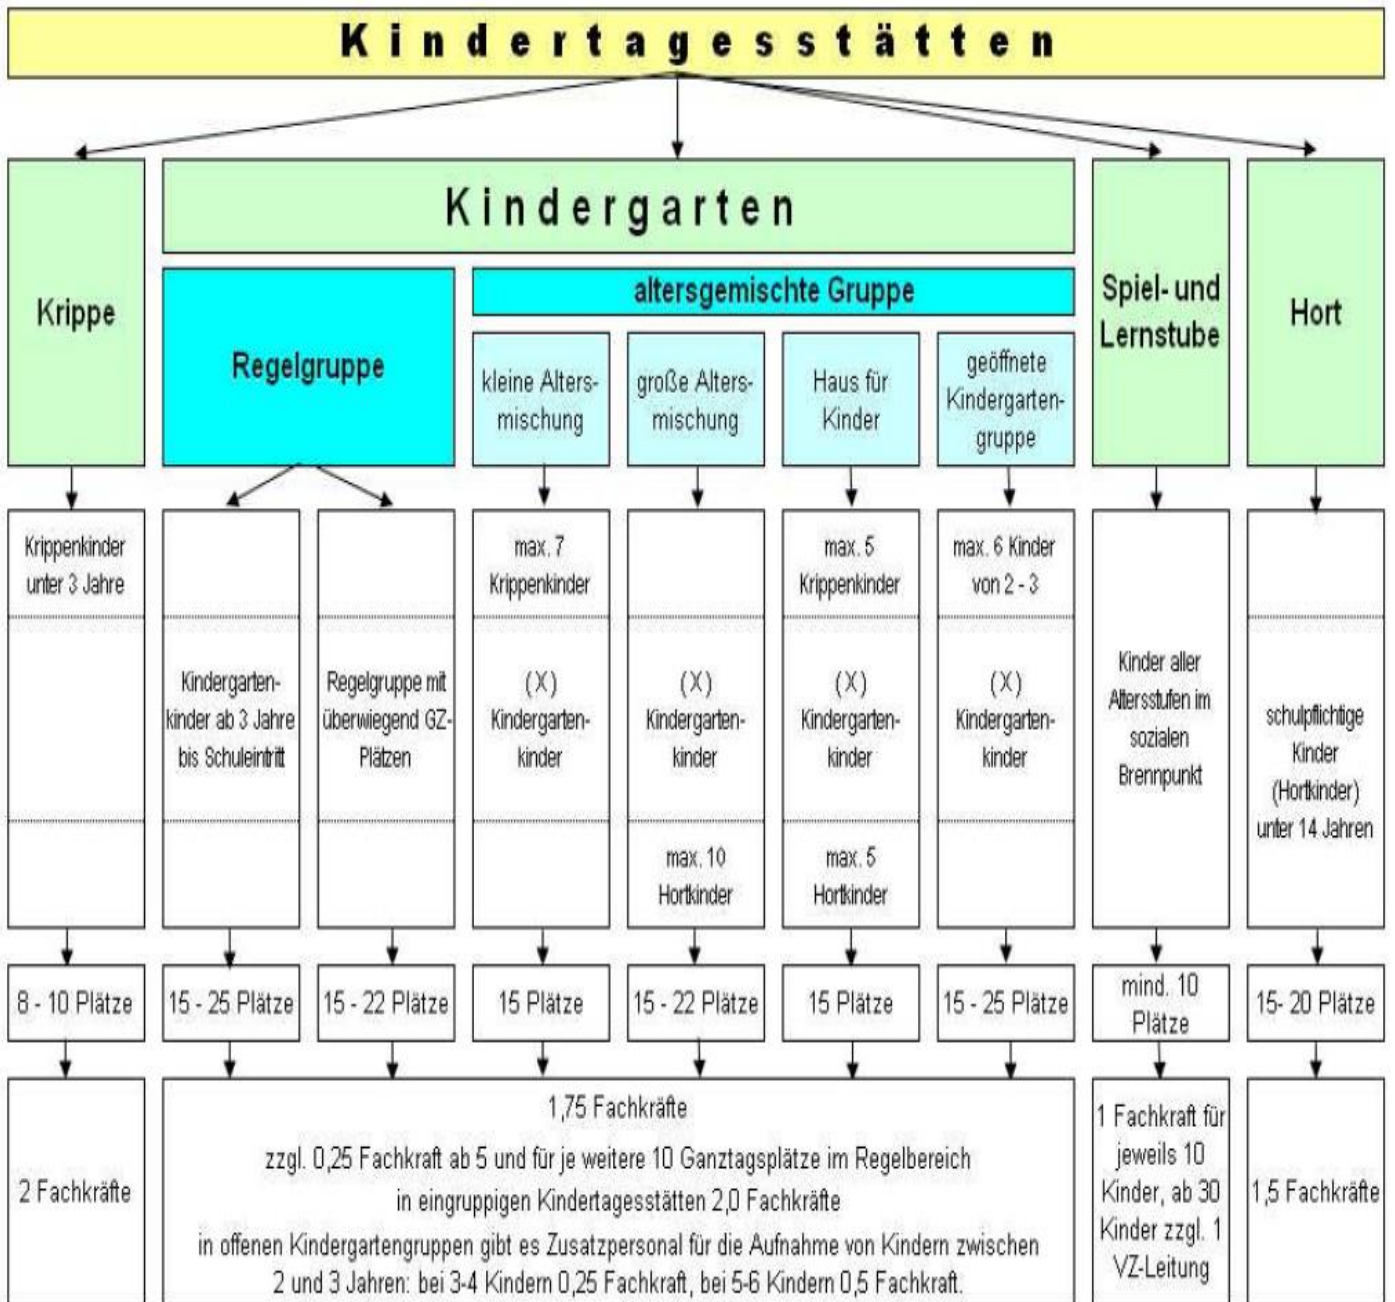 Kindertagesstätten
Krippe
Kindergarten
Regelgruppe
altersgemischte Gruppe
kleine Alters-
mischung
große Alters-
mischung
Haus für
Kinder
geöffnete
Kindergarten-
gruppe
Spiel- und
Lernstube
Hort
Krippenkinder
unter 3 Jahre
Kindergarten-
kinder ab 3 Jahre
bis Schuleintritt
Regelgruppe mit
überwiegend GZ-
Plätzen
max. 7
Krippenkinder
(X)
Kindergarten-
kinder
(X)
Kindergarten-
kinder
max. 10
Hortkinder
max. 5
Krippenkinder
(X)
Kindergarten-
kinder
max. 5
Hortkinder
max. 6 Kinder
von 2 - 3
(X)
Kindergarten-
kinder
Kinder aller
Altersstufen im
sozialen
Brennpunkt
schulpflichtige
Kinder
(Hortkinder)
unter 14 Jahren
8 - 10 Plätze
15 - 25 Plätze
15 - 22 Plätze
15 Plätze
15 - 22 Plätze
15 Plätze
15 - 25 Plätze
mind. 10
Plätze
15- 20 Plätze
2 Fachkräfte
1,75 Fachkräfte
zzgl. 0,25 Fachkraft ab 5 und für je weitere 10 Ganztagsplätze im Regelbereich
in eingruppigen Kindertagesstätten 2,0 Fachkräfte
in offenen Kindergartengruppen gibt es Zusatzpersonal für die Aufnahme von Kindern zwischen
2 und 3 Jahren: bei 3-4 Kindern 0,25 Fachkraft, bei 5-6 Kindern 0,5 Fachkraft.
1 Fachkraft für
jeweils 10
Kinder, ab 30
Kinder zzgl. 1
VZ-Leitung
1,5 Fachkräfte